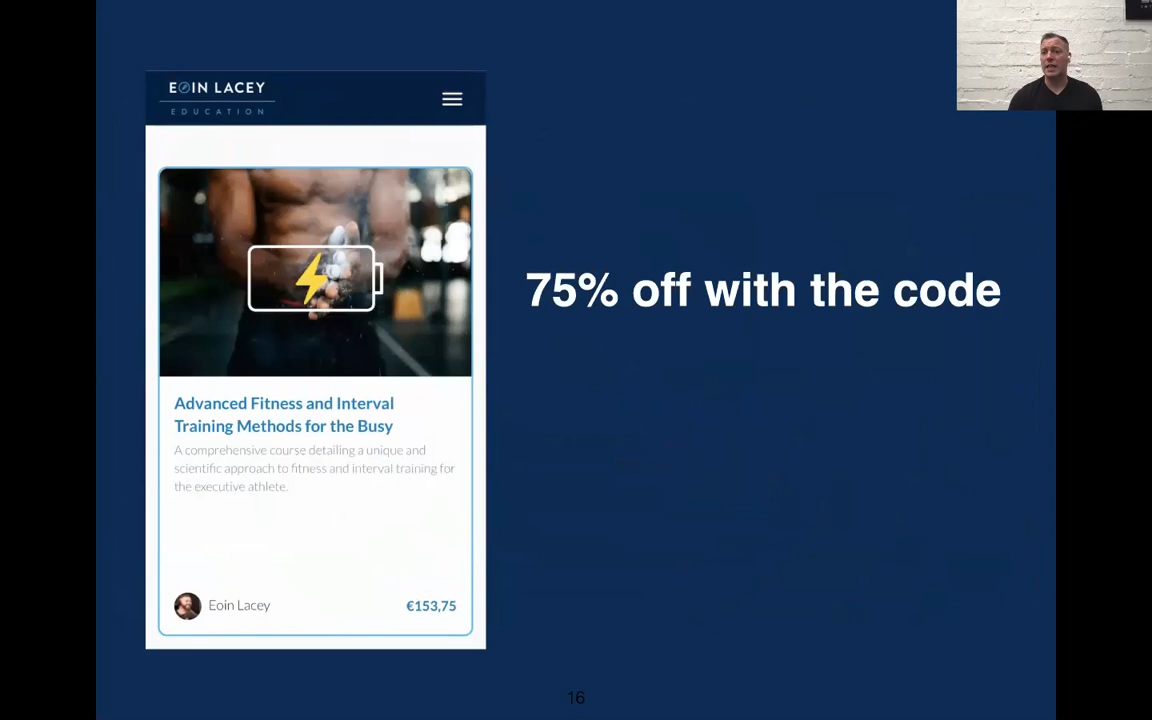 EOIN LACEY
EDUCATION
75% off with the code
Advanced Fitness and Interval
Training Methods for the Busy
A comprehensive course detailing a unique and
scientific approach to fitness and interval training for
the executive athlete.
Eoin Lacey
€153,75
16